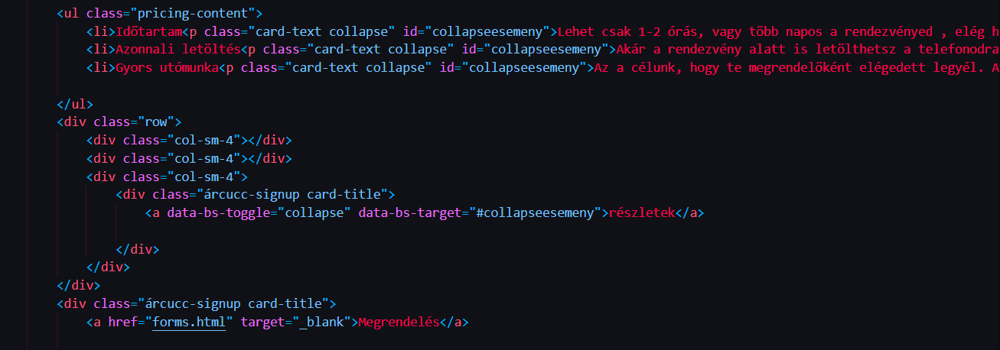 <ul class="pricing-content">
<li>Időtartam<p class="card-text collapse" id="collapseesemeny">Lehet csak 1-2 órás, vagy több napos a rendezvényed , elég h
<li>Azonnali letöltés<p class="card-text collapse" id="collapseesemeny">Akár a rendezvény alatt is letölthetsz a telefonodra
<li>Gyors utómunka<p class="card-text collapse" id="collapseesemeny">Az a célunk, hogy te megrendelőként elégedett legyél. A
</ul>
<div class="row">
<div class="col-sm-4"></div>
<div class="col-sm-4"></div>
<div class="col-sm-4">
<div class="árcucc-signup card-title">
<a data-bs-toggle="collapse" data-bs-target="#collapseesemeny">részletek</a>
</div>
</div>
</div>
<div class="árcucc-signup card-title">
<a href="forms.html" target="_blank">Megrendelés</a>